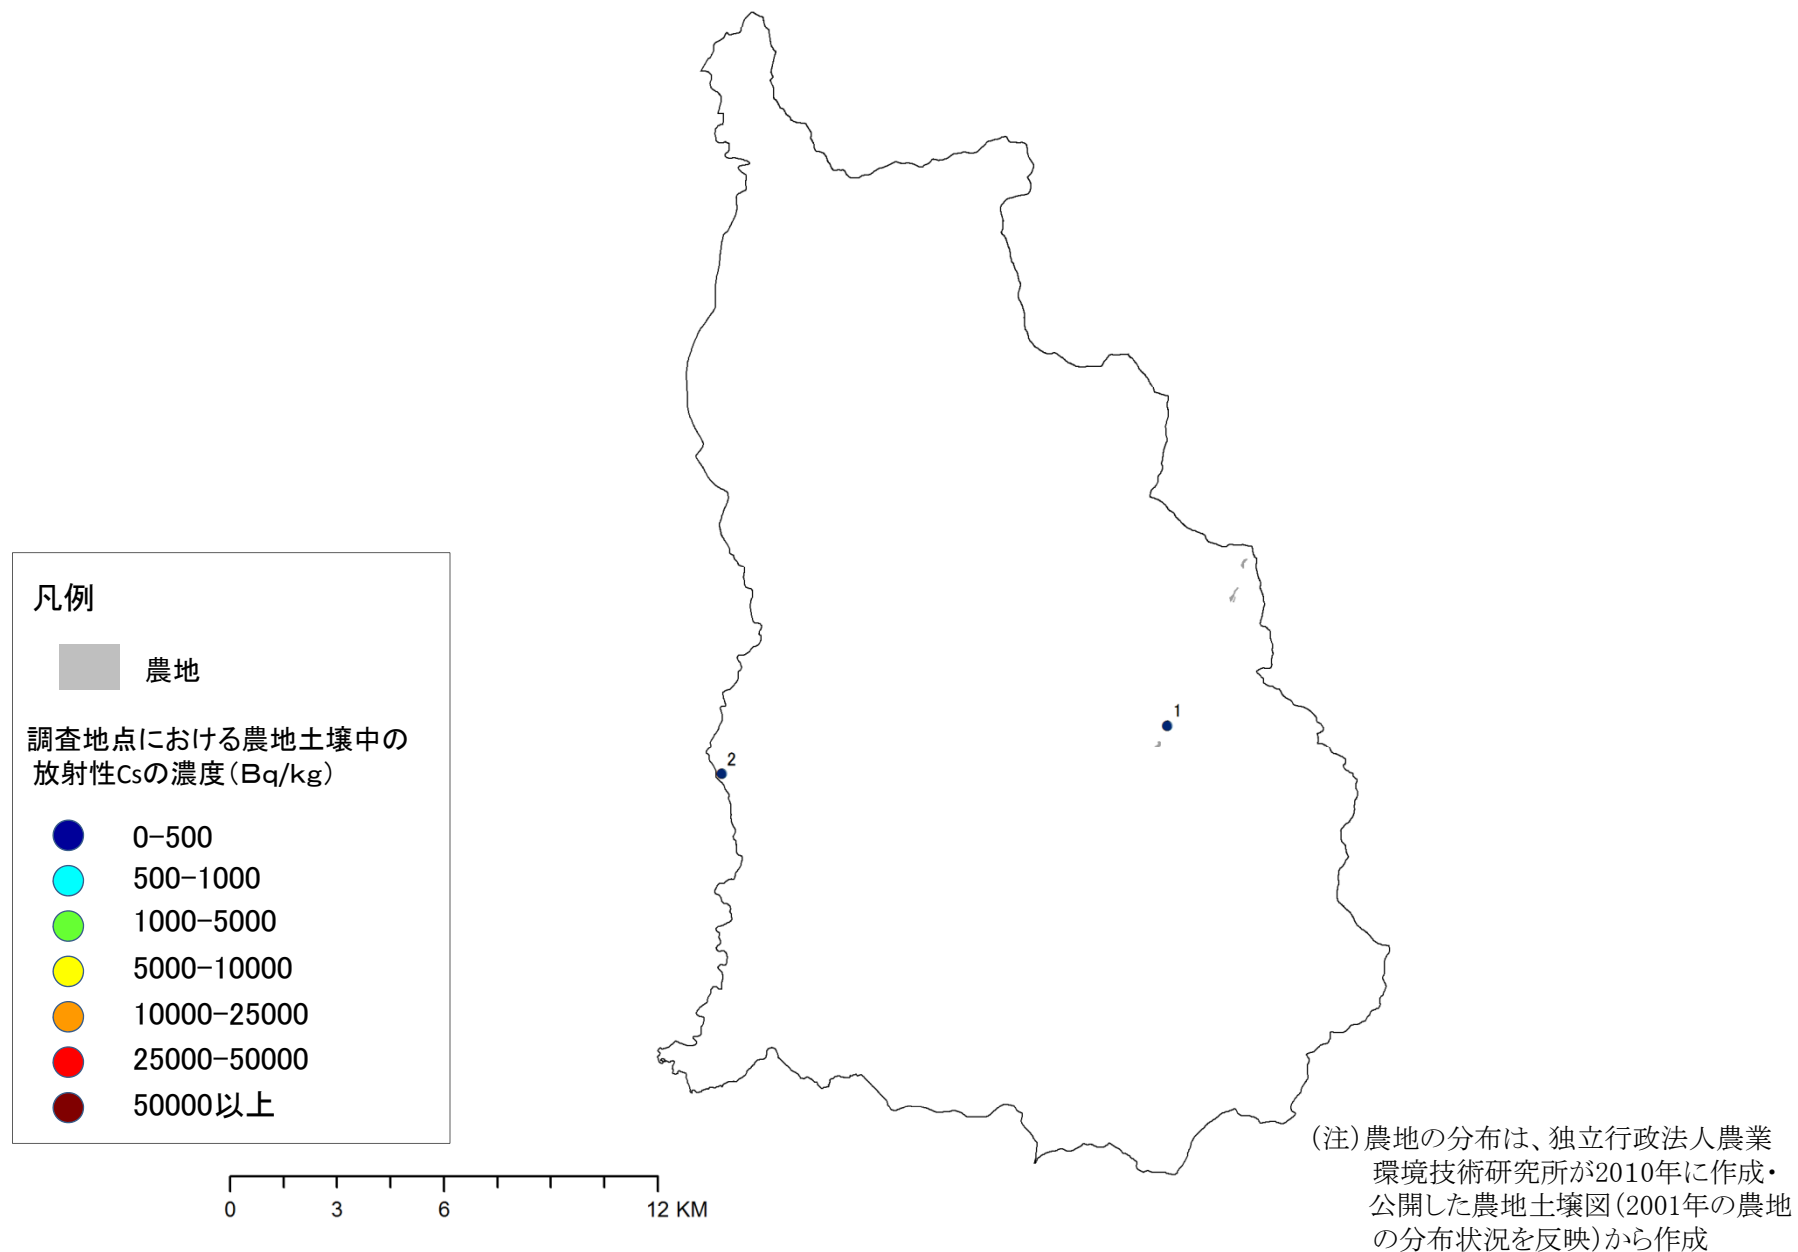 1
2
凡例
農地
調査地点における農地土壌中の
放射性Csの濃度（Bq/kg）
0-500
500-1000
1000-5000
5000-10000
10000-25000
25000-50000
50000以上
0 3 6 12 KM
（注）農地の分布は、独立行政法人農業
環境技術研究所が2010年に作成・
公開した農地土壌図（2001年の農地
の分布状況を反映）から作成